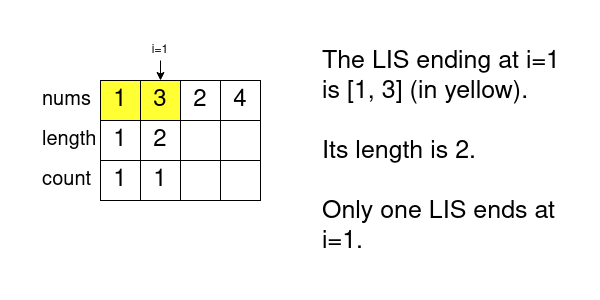 i=1
nums 1 3 2 4
length 1 2
count 1 1
The LIS ending at i=1
is [1, 3] (in yellow).
Its length is 2.
Only one LIS ends at
i=1.